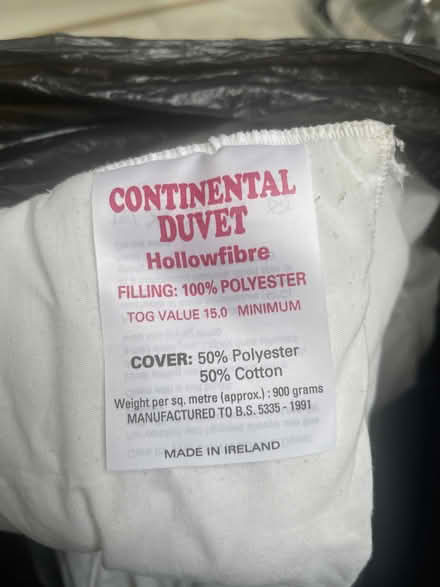 CONTINENTAL
DUVET
Hollowfibre
FILLING: 100% POLYESTER
TOG VALUE 15.0 MINIMUM
COVER: 50% Polyester
50% Cotton
Weight per sq. metre (approx.) : 900 grams
MANUFACTURED TO B.S. 5335 - 1991
MADE IN IRELAND